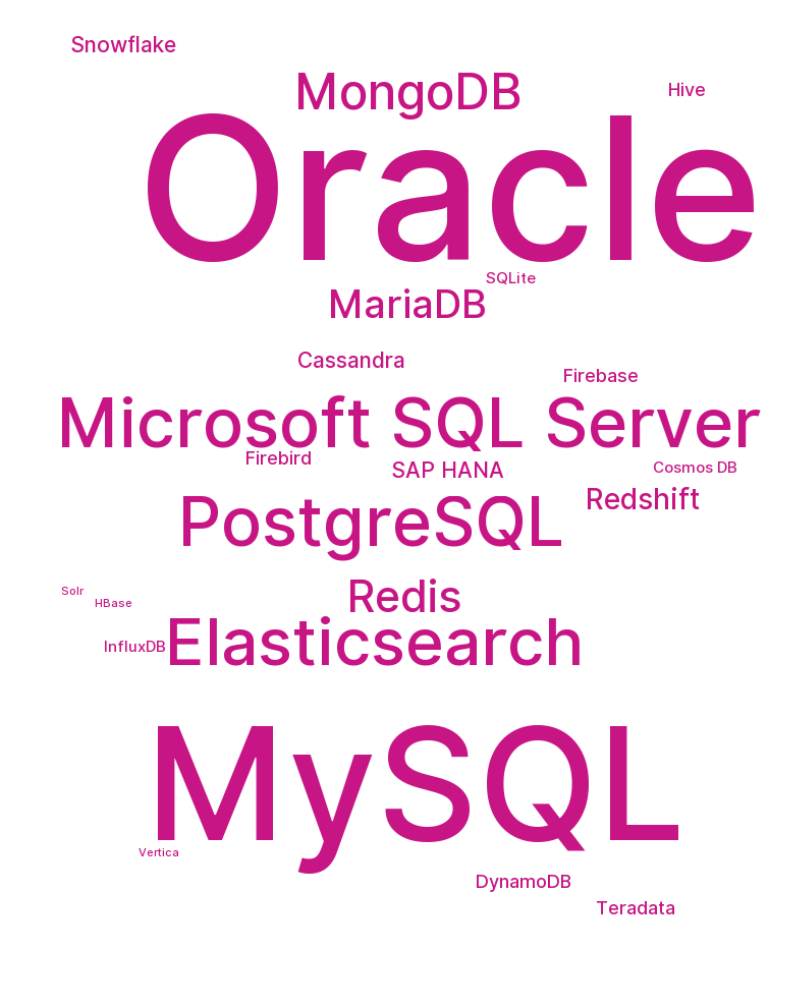 Snowflake
MongoDB
Hive
Oracle
SQLite
MariaDB
Cassandra
Firebase
Microsoft SQL Server
Firebird
SAP HANA
Cosmos DB
Redshift
PostgreSQL
Solr
HBase
Redis
InfluxDB
Elasticsearch
MySQL
Vertica
DynamoDB
Teradata